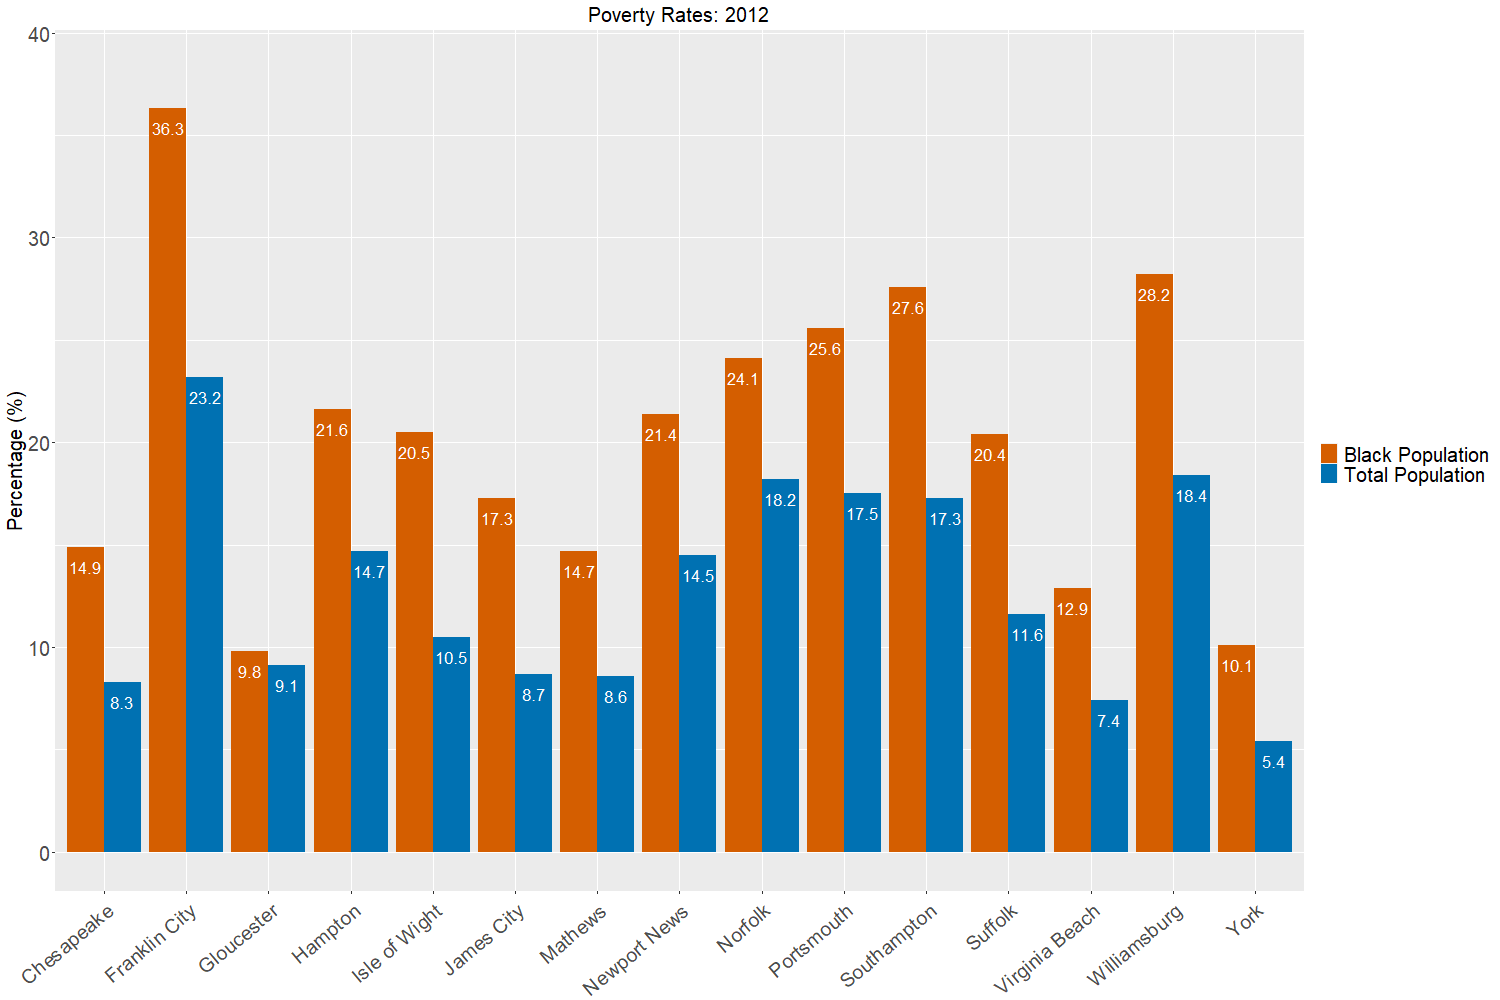 Poverty Rates: 2012
Percentage (%)
40
30
20
10
0
36.3
23.2
28.2
27.6
25.6
24.1
21.6
21.4
20.5
20.4
18.4
18.2
17.5
17.3
17.3
14.9
14.7
14.7
14.5
12.9
11.6
10.5
10.1
9.8
9.1
8.7
8.6
8.3
7.4
5.4
Black Population
Total Population
Chesapeake
Franklin City
Gloucester
Hampton
Isle of Wight
James City
Mathews
Newport News
Norfolk
Portsmouth
Southampton
Suffolk
Virginia Beach
Williamsburg
York